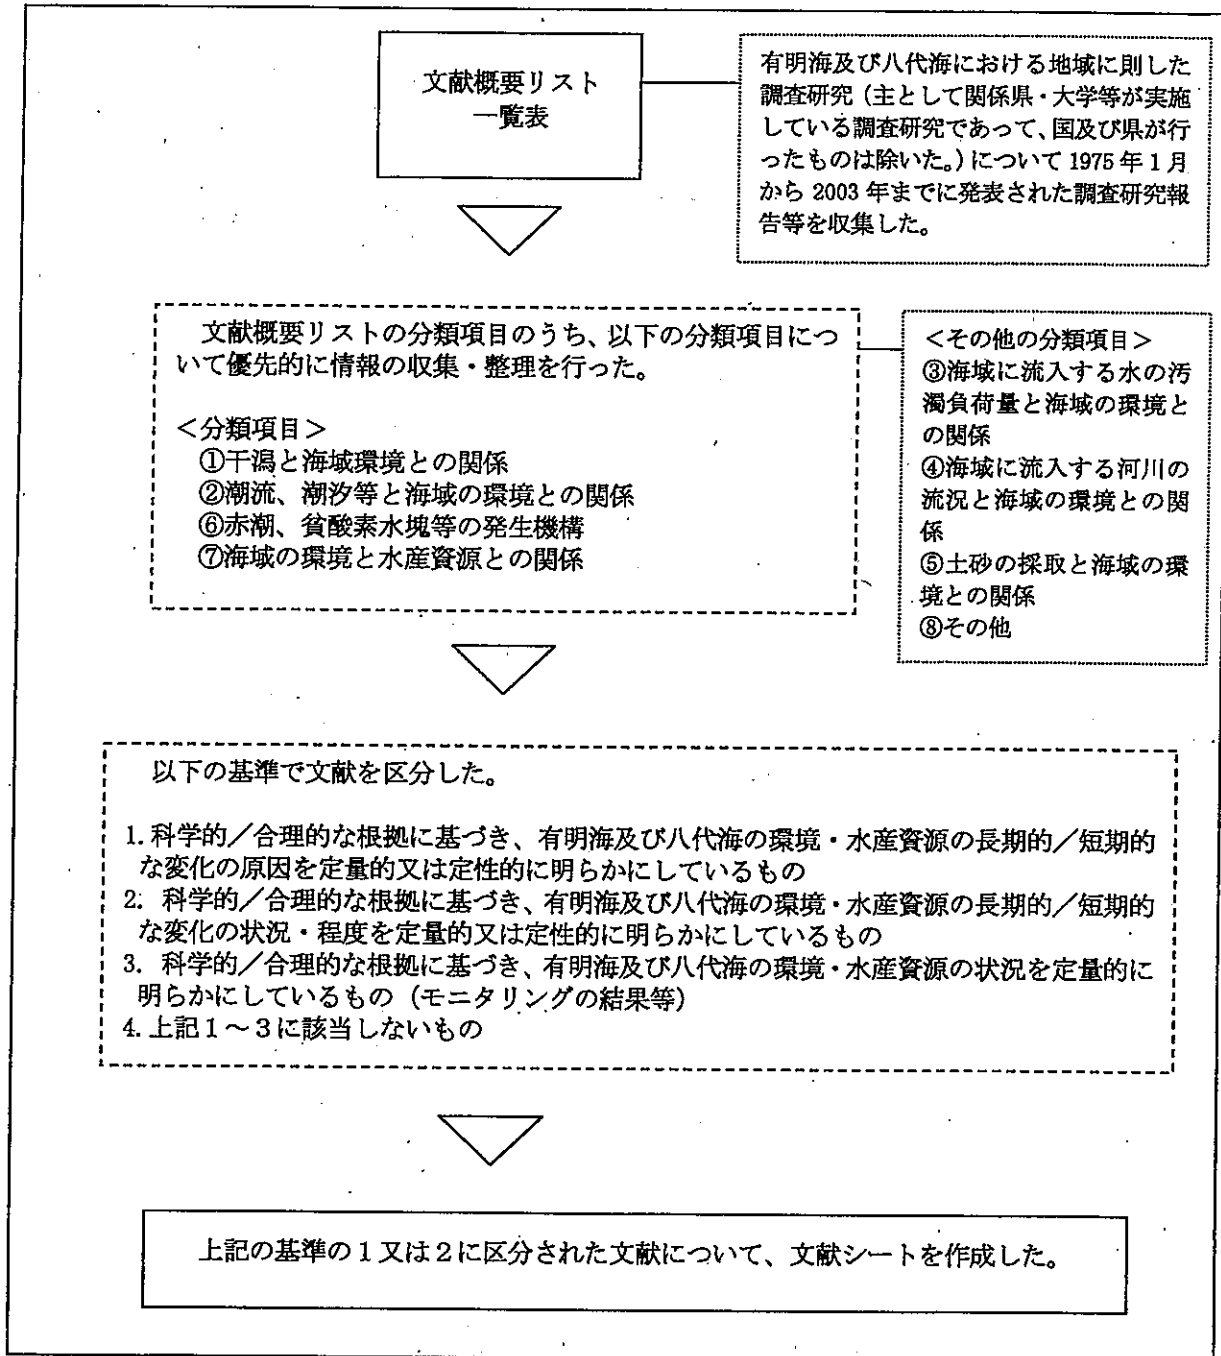 文献概要リスト
一覧表
有明海及び八代海における地域に則した
調査研究(主として関係県・大学等が実施
している調査研究であって、国及び県が行
ったものは除いた。)について 1975 年 1 月
から 2003 年までに発表された調査研究報
告等を収集した。
文献概要リストの分類項目のうち、以下の分類項目につ
いて優先的に情報の収集・整理を行った。
<分類項目>
①干潟と海域環境との関係
②潮流、潮汐等と海域の環境との関係
⑥赤潮、貧酸素水塊等の発生機構
⑦海域の環境と水産資源との関係
<その他の分類項目>
③海域に流入する水の汚
濁負荷量と海域の環境と
の関係
④海域に流入する河川の
流況と海域の環境との関
係
⑤土砂の採取と海域の環
境との関係
⑧その他
以下の基準で文献を区分した。
1. 科学的/合理的な根拠に基づき、有明海及び八代海の環境・水産資源の長期的/短期的
な変化の原因を定量的又は定性的に明らかにしているもの
2. 科学的/合理的な根拠に基づき、有明海及び八代海の環境・水産資源の長期的/短期的
な変化の状況・程度を定量的又は定性的に明らかにしているもの
3. 科学的/合理的な根拠に基づき、有明海及び八代海の環境・水産資源の状況を定量的に
明らかにしているもの(モニタリングの結果等)
4. 上記1~3に該当しないもの
上記の基準の1又は2に区分された文献について、文献シートを作成した。